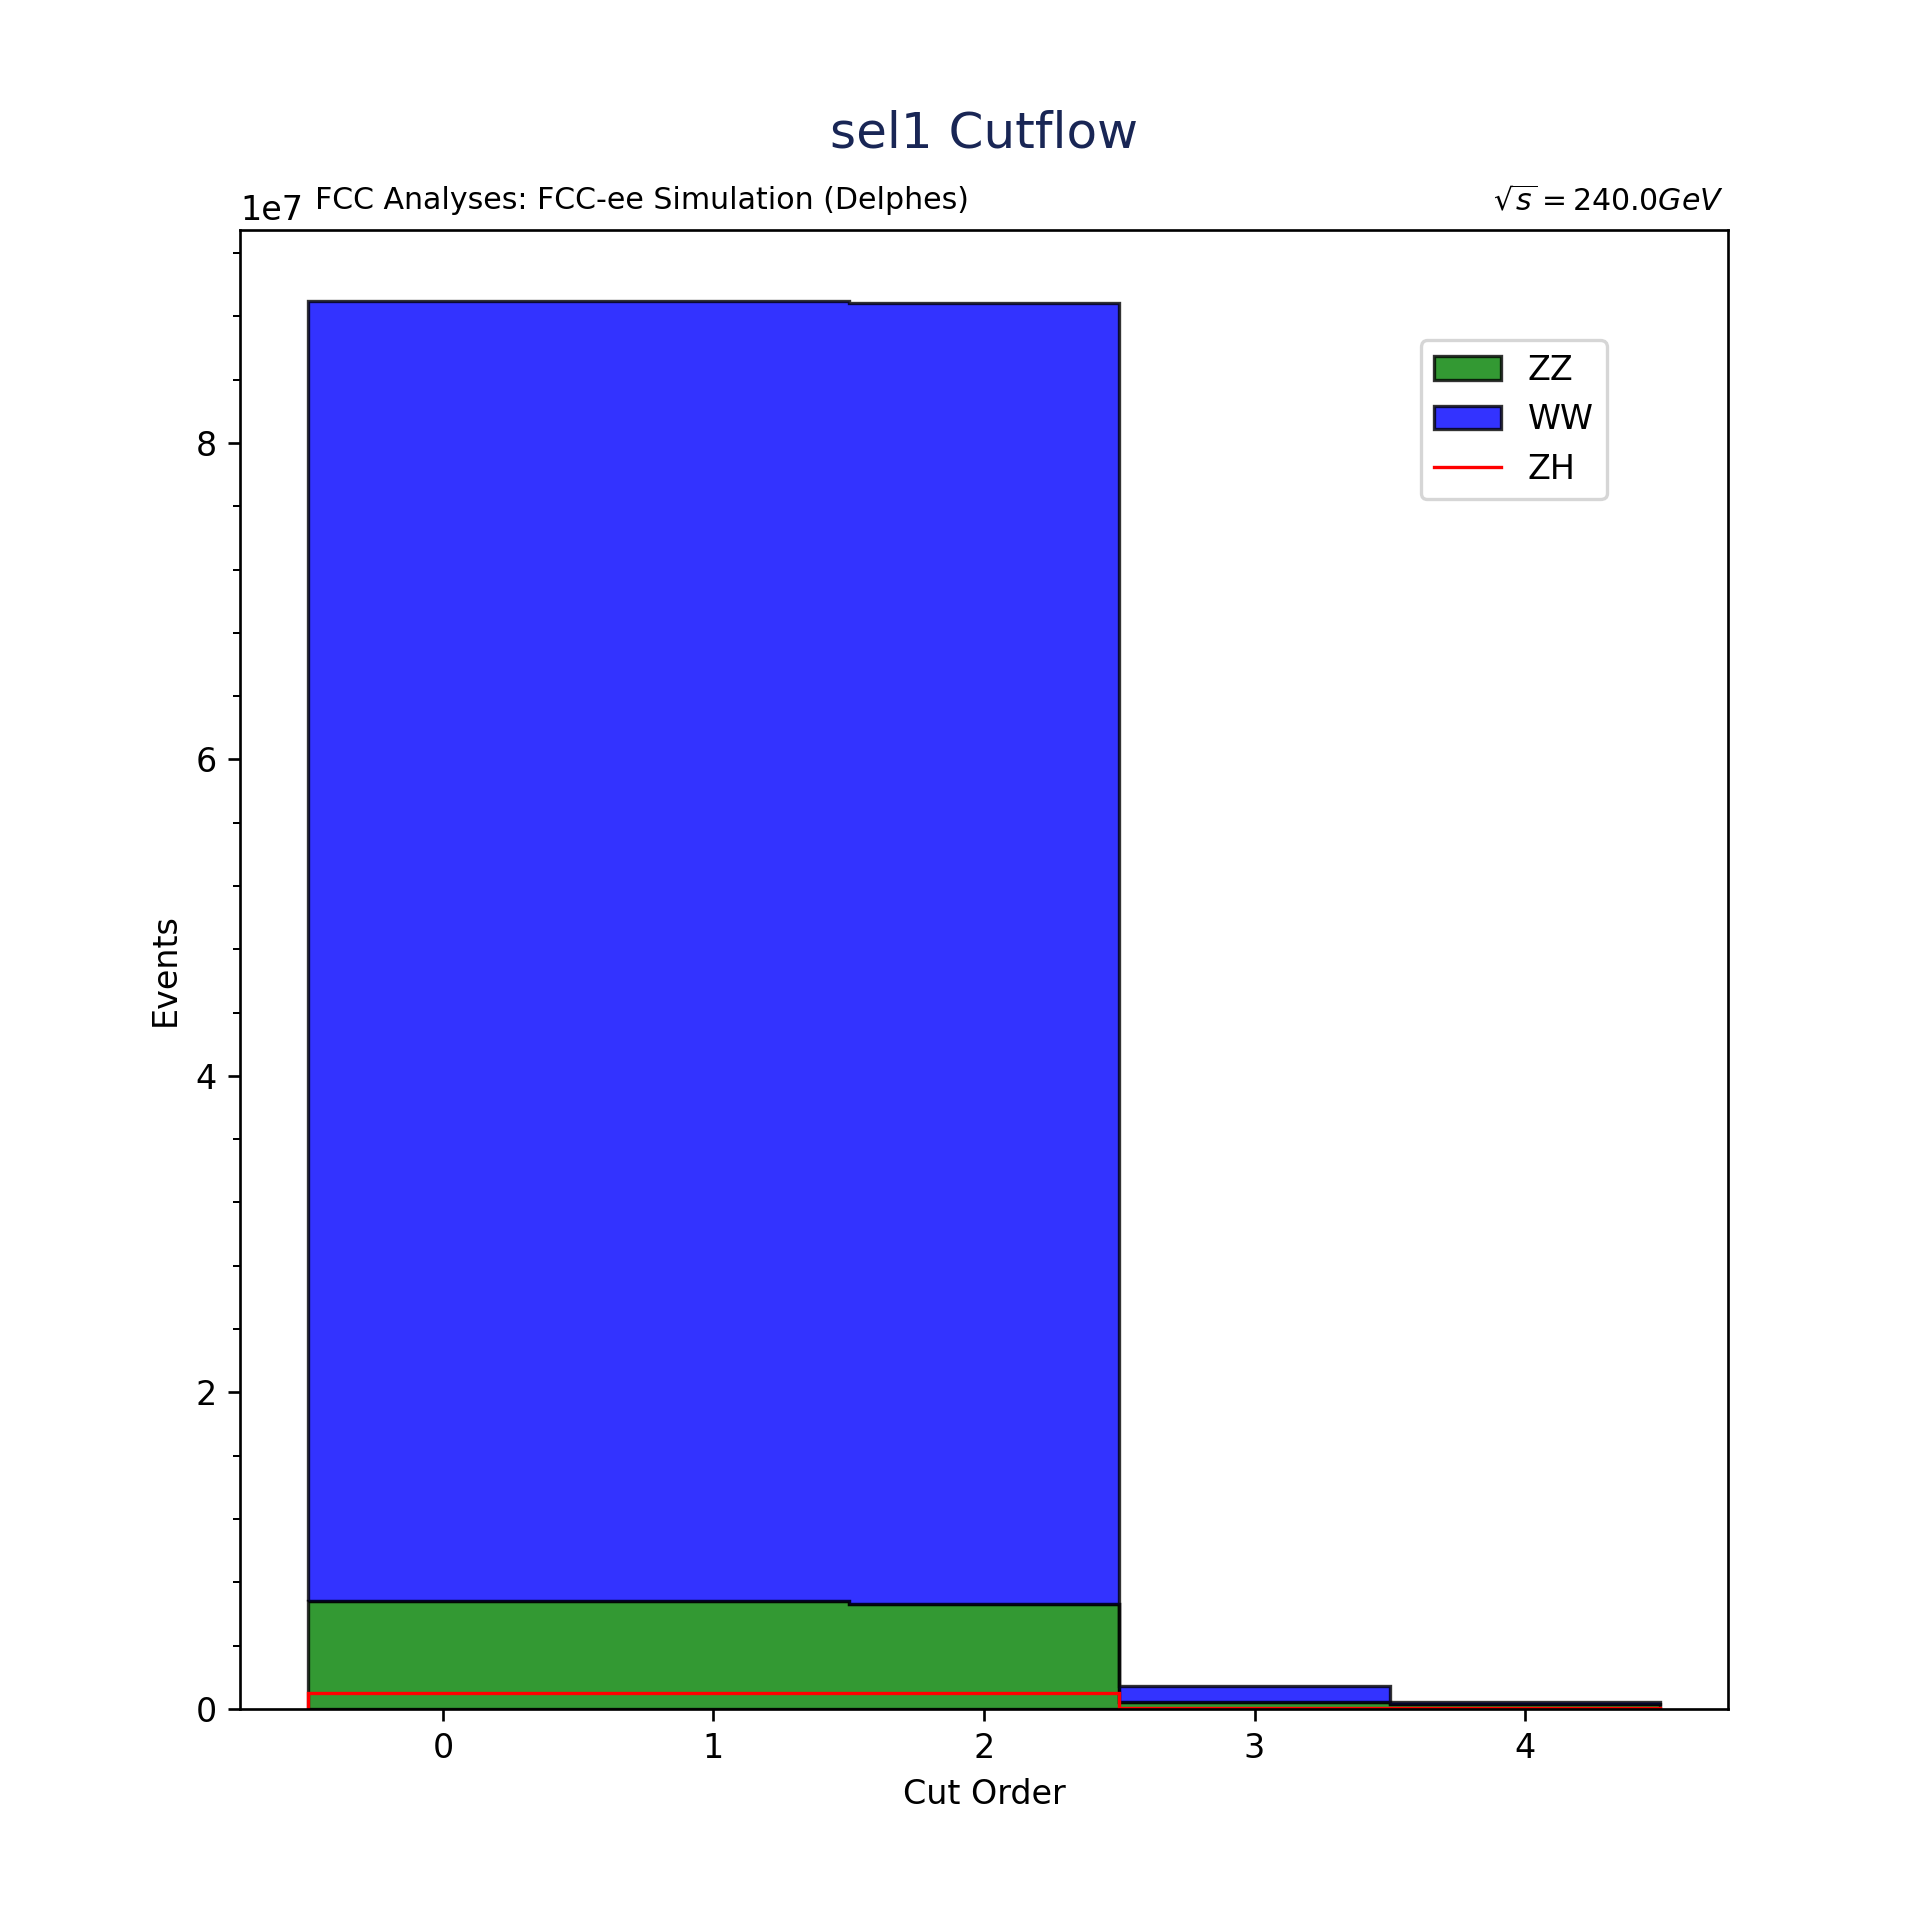 sel1 Cutflow
1e7 FCC Analyses: FCC-ee Simulation (Delphes) √s = 240.0GeV
ZZ
WW
ZH
8
6
4
2
0
Events
0 1 2 3 4
Cut Order